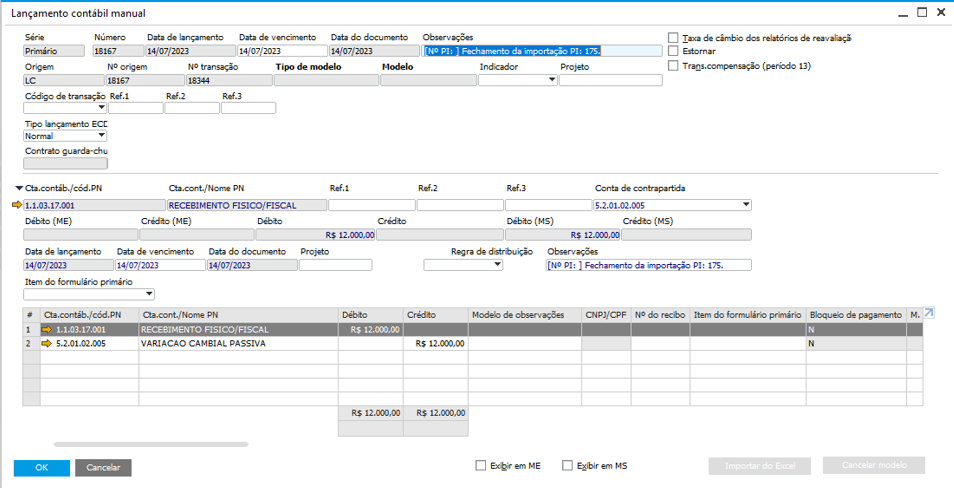 Lançamento contábil manual
Série Número Data de lançamento Data de vencimento Data do documento Observações
Primário 18167 14/07/2023 14/07/2023 14/07/2023 [Nº PI: ] Fechamento da importação PI: 175.
Taxa de câmbio dos relatórios de reavaliaçã
Estornar
Trans.compensação (período 13)
Origem Nº origem Nº transação Tipo de modelo Modelo Indicador Projeto
LC 18167 18344
Código de transação Ref.1 Ref.2 Ref.3
Tipo lançamento ECD
Normal
Contrato guarda-chu
Cta.contáb./cód.PN Cta.cont./Nome PN Ref.1 Ref.2 Ref.3 Conta de contrapartida
1.1.03.17.001 RECEBIMENTO FISICO/FISCAL 5.2.01.02.005
Débito (ME) Crédito (ME) Débito Crédito Débito (MS) Crédito (MS)
R$ 12.000,00 R$ 12.000,00
Data de lançamento Data de vencimento Data do documento Projeto Regra de distribuição Observações
14/07/2023 14/07/2023 14/07/2023 [Nº PI: ] Fechamento da importação PI: 175.
Item do formulário primário
# Cta.contáb./cód.PN Cta.cont./Nome PN Débito Crédito Modelo de observações CNPJ/CPF Nº do recibo Item do formulário primário Bloqueio de pagamento M.
1 1.1.03.17.001 RECEBIMENTO FISICO/FISCAL R$ 12.000,00 N
2 5.2.01.02.005 VARIACAO CAMBIAL PASSIVA R$ 12.000,00 N
R$ 12.000,00 R$ 12.000,00
OK Cancelar Exibir em ME Exibir em MS Importar do Excel Cancelar modelo